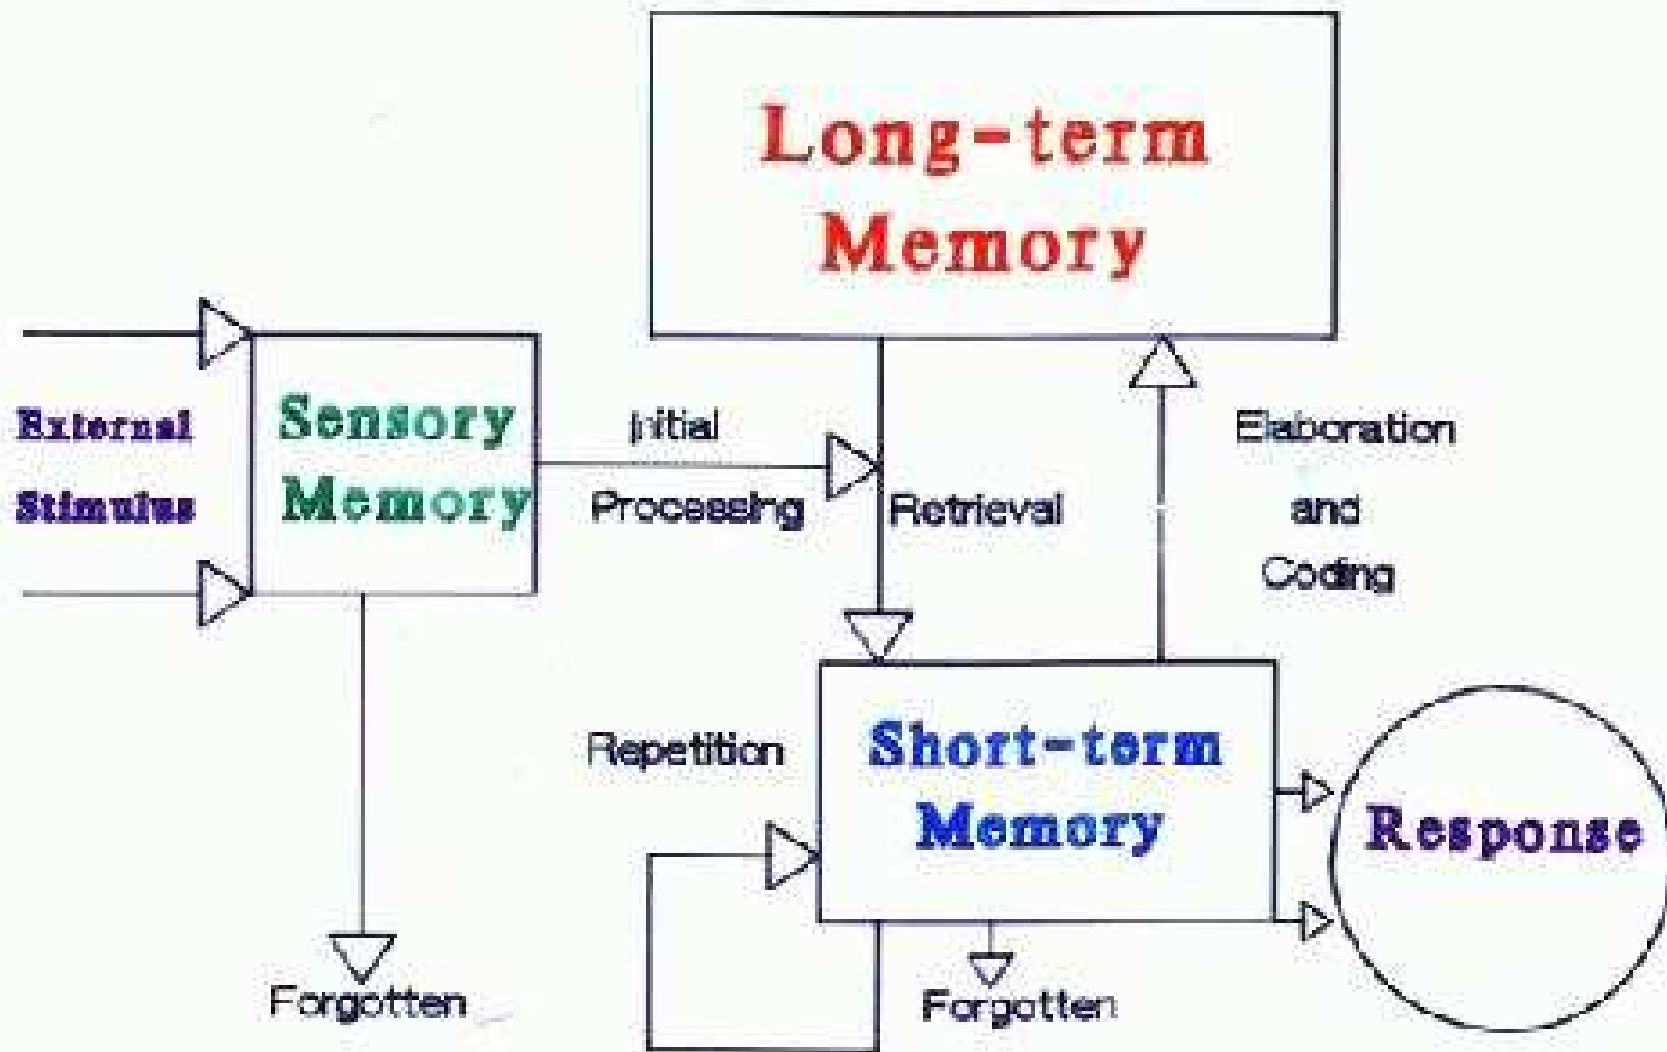 Long-term
Memory
External
Stimulus
Sensory
Memory
Initial
Processing
Retrieval
Elaboration
and
Coding
Repetition
Short-term
Memory
Response
Forgotten
Forgotten